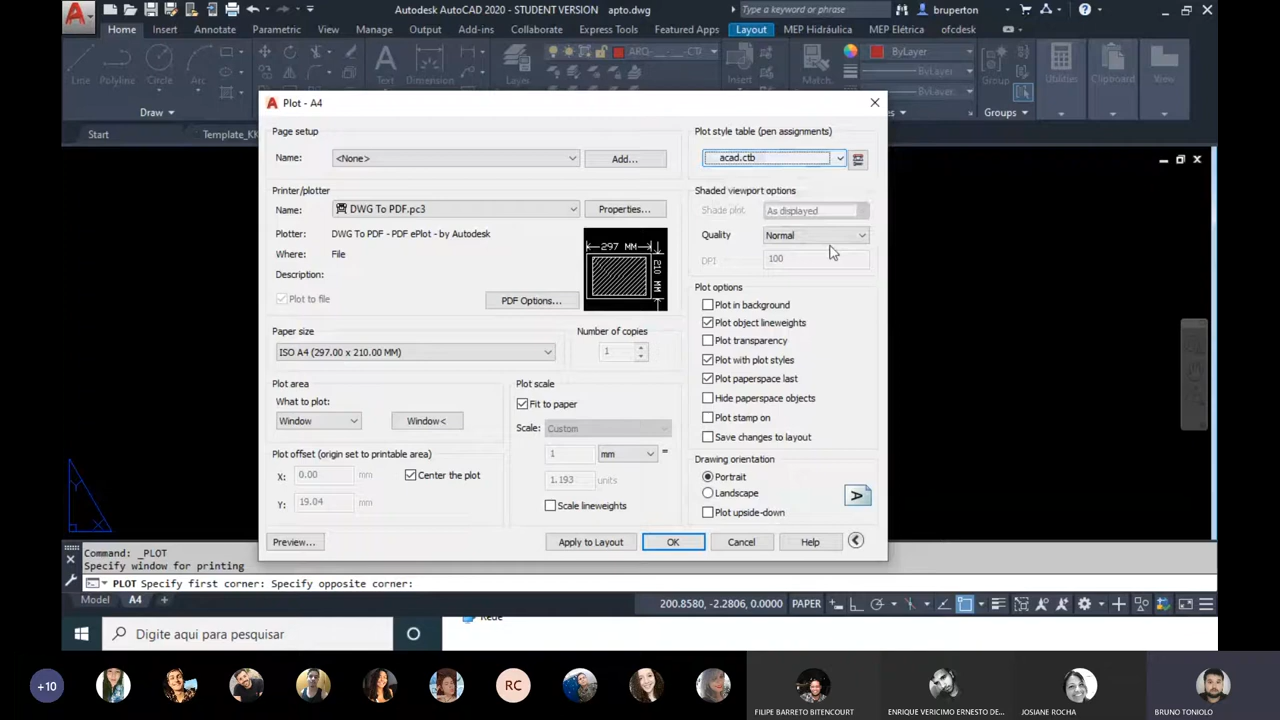 Autodesk AutoCAD 2020 - STUDENT VERSION apto.dwg
Type a keyword or phrase
bruperton
Home Insert Annotate Parametric View Manage Output Add-ins Collaborate Express Tools Featured Apps Layout MEP Hidráulica MEP Elétrica ofcdesk
Line Polyline Circle Arc
Text Dimension
Layers
Insert
Match
ByLayer
ByLayer
ByLayer
Group
Utilities Clipboard View
Draw
Groups
Start
Plot - A4
Page setup
Name: <None> Add...
Printer/plotter
Name: DWG To PDF.pc3 Properties...
Plotter: DWG To PDF - PDF ePlot - by Autodesk
Where: File
Description:
Plot to file
PDF Options...
297 MM
210 MM
Paper size
ISO A4 (297.00 x 210.00 MM)
Number of copies
1
Plot area
What to plot:
Window Window<
Plot offset (origin set to printable area)
X: 0.00 mm Center the plot
Y: 19.04 mm
Plot scale
Fit to paper
Scale: Custom
1 mm =
1.193 units
Scale lineweights
Plot style table (pen assignments)
acad.ctb
Shaded viewport options
Shade plot As displayed
Quality Normal
DPI 100
Plot options
Plot in background
Plot object lineweights
Plot transparency
Plot with plot styles
Plot paperspace last
Hide paperspace objects
Plot stamp on
Save changes to layout
Drawing orientation
Portrait
Landscape
Plot upside-down
A
Preview... Apply to Layout OK Cancel Help
Y
X
Command: _PLOT
Specify window for printing
PLOT Specify first corner: Specify opposite corner:
Model A4 +
200.8580, -2.2806, 0.0000 PAPER
Digite aqui para pesquisar
Rede
+10
RC
FILIPE BARRETO BITENCOURT
ENRIQUE VERICIMO ERNESTO DE...
JOSIANE ROCHA
BRUNO TONIOLO